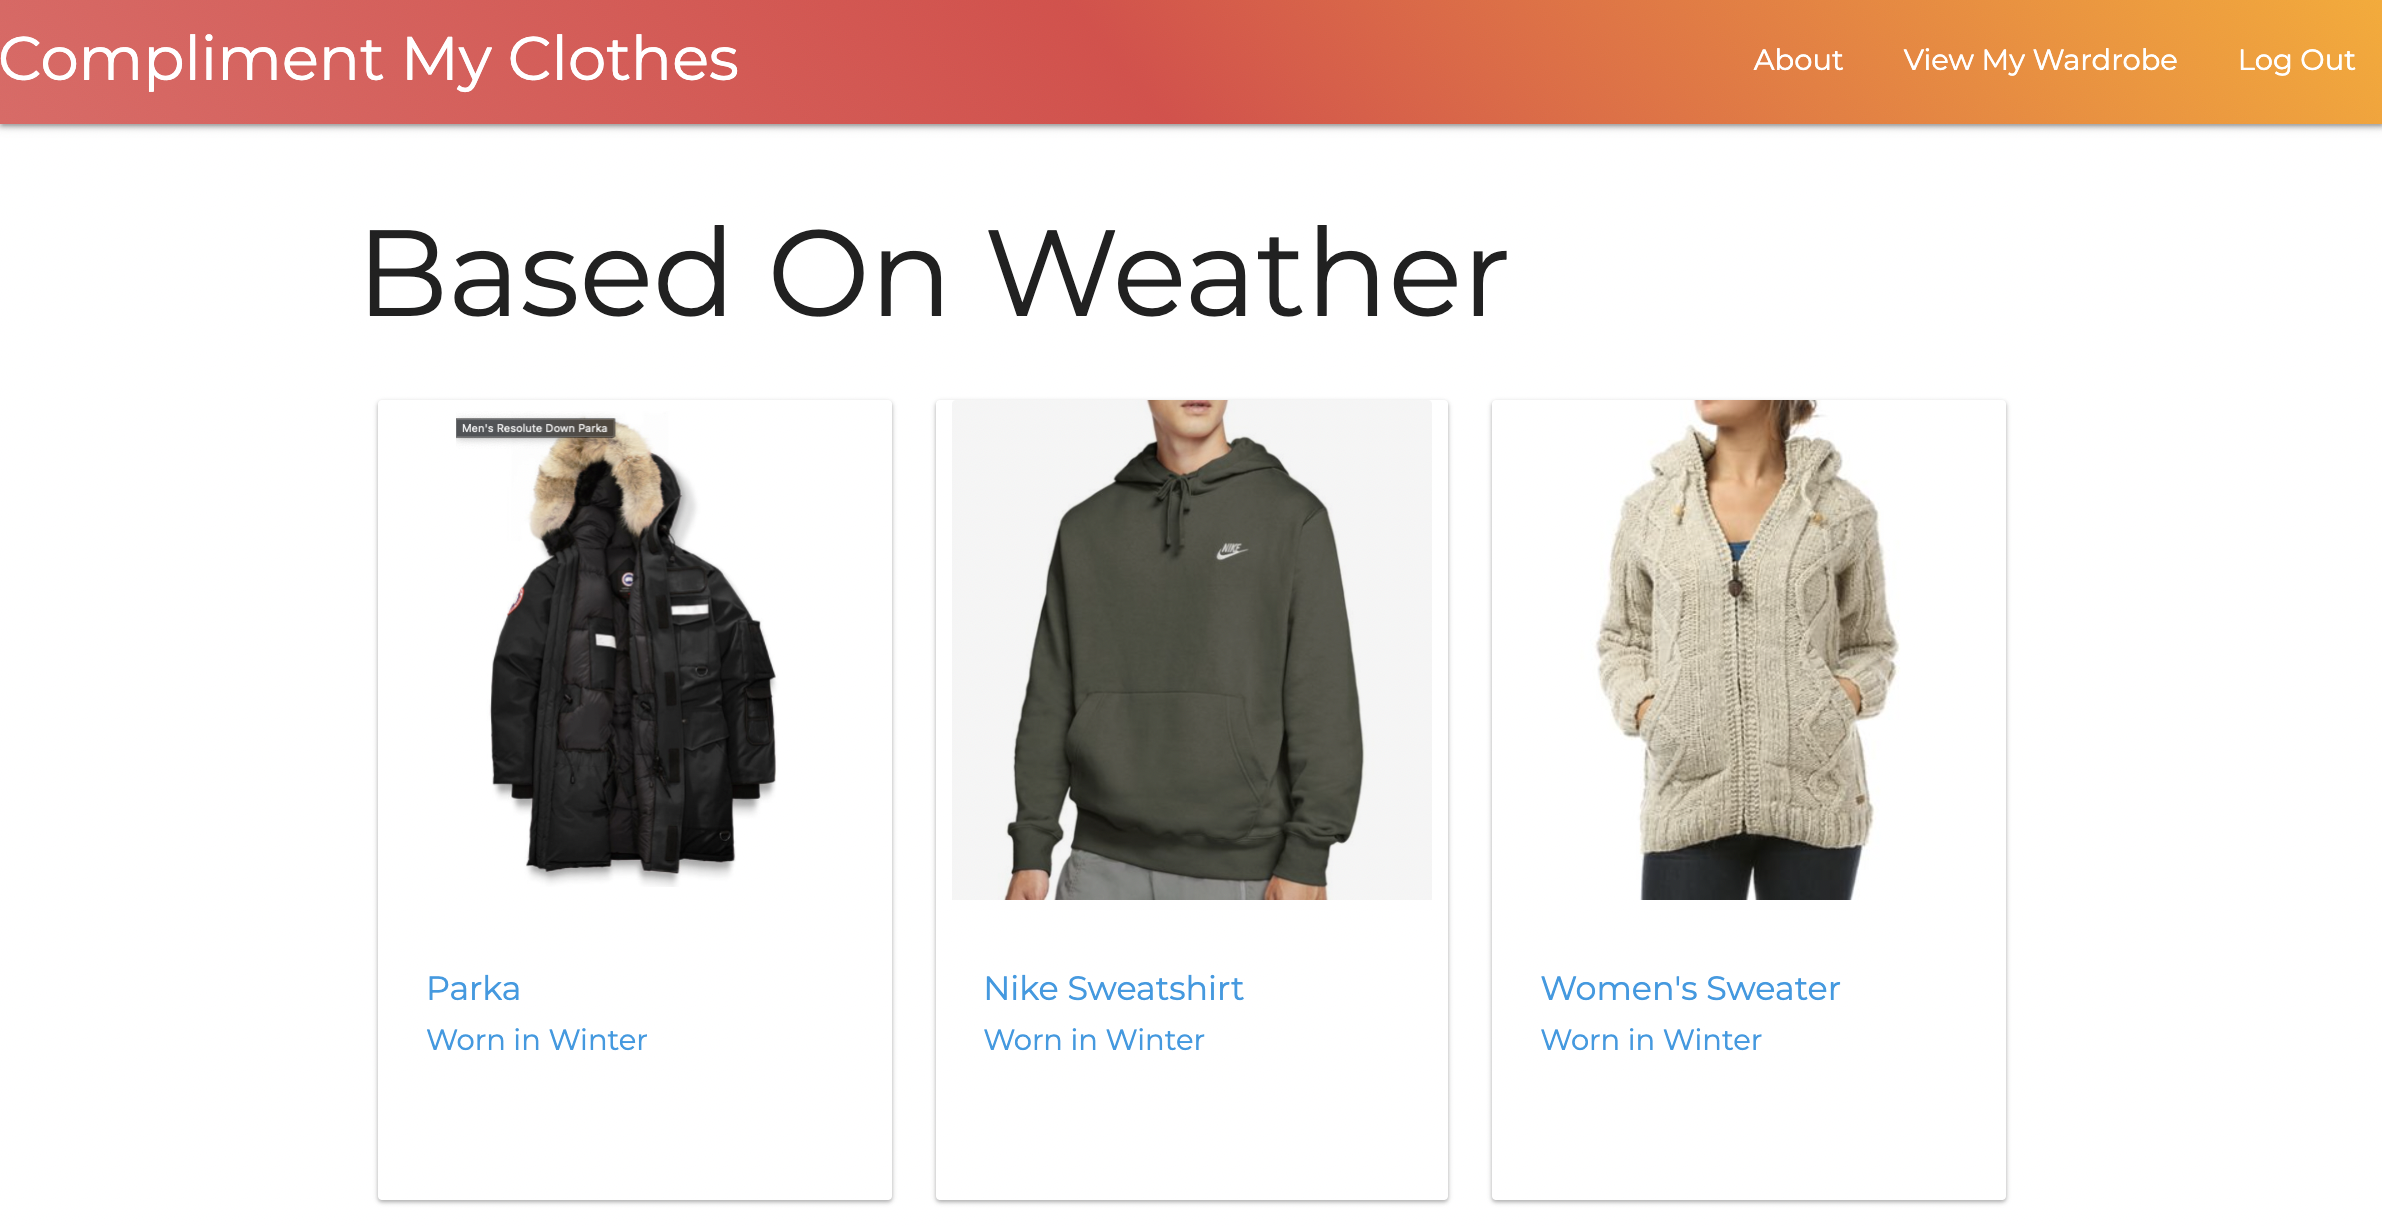 Compliment My Clothes
About View My Wardrobe Log Out
Based On Weather
Men's Resolute Down Parka
NIKE
Parka
Worn in Winter
Nike Sweatshirt
Worn in Winter
Women's Sweater
Worn in Winter